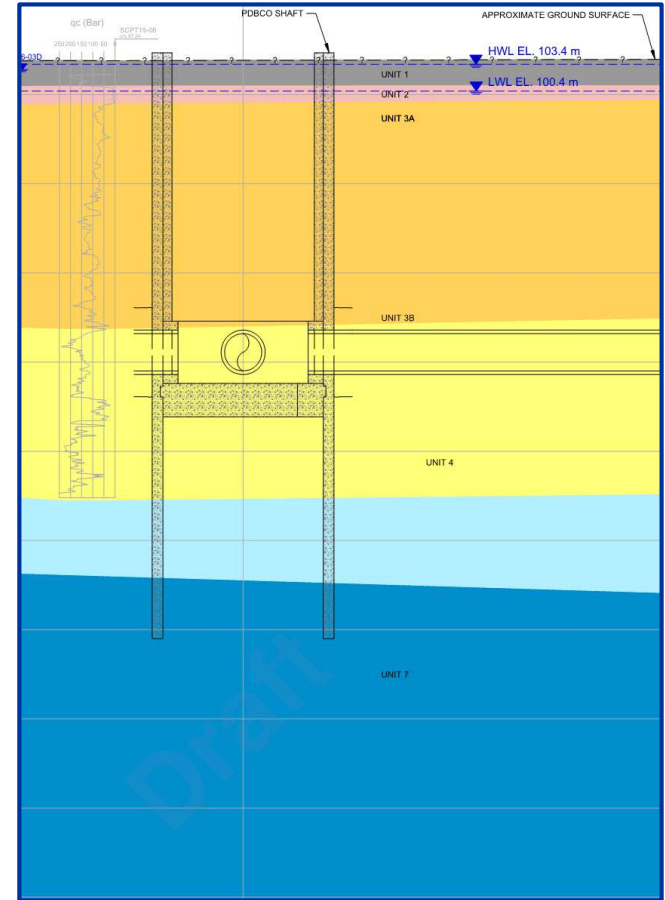 PDBCO SHAFT
APPROXIMATE GROUND SURFACE
qc (Bar)
SCPT15-06
250 200 150 100 50 0
HWL EL. 103.4 m
UNIT 1
LWL EL. 100.4 m
UNIT 2
UNIT 3A
UNIT 3B
UNIT 4
UNIT 7
Draft